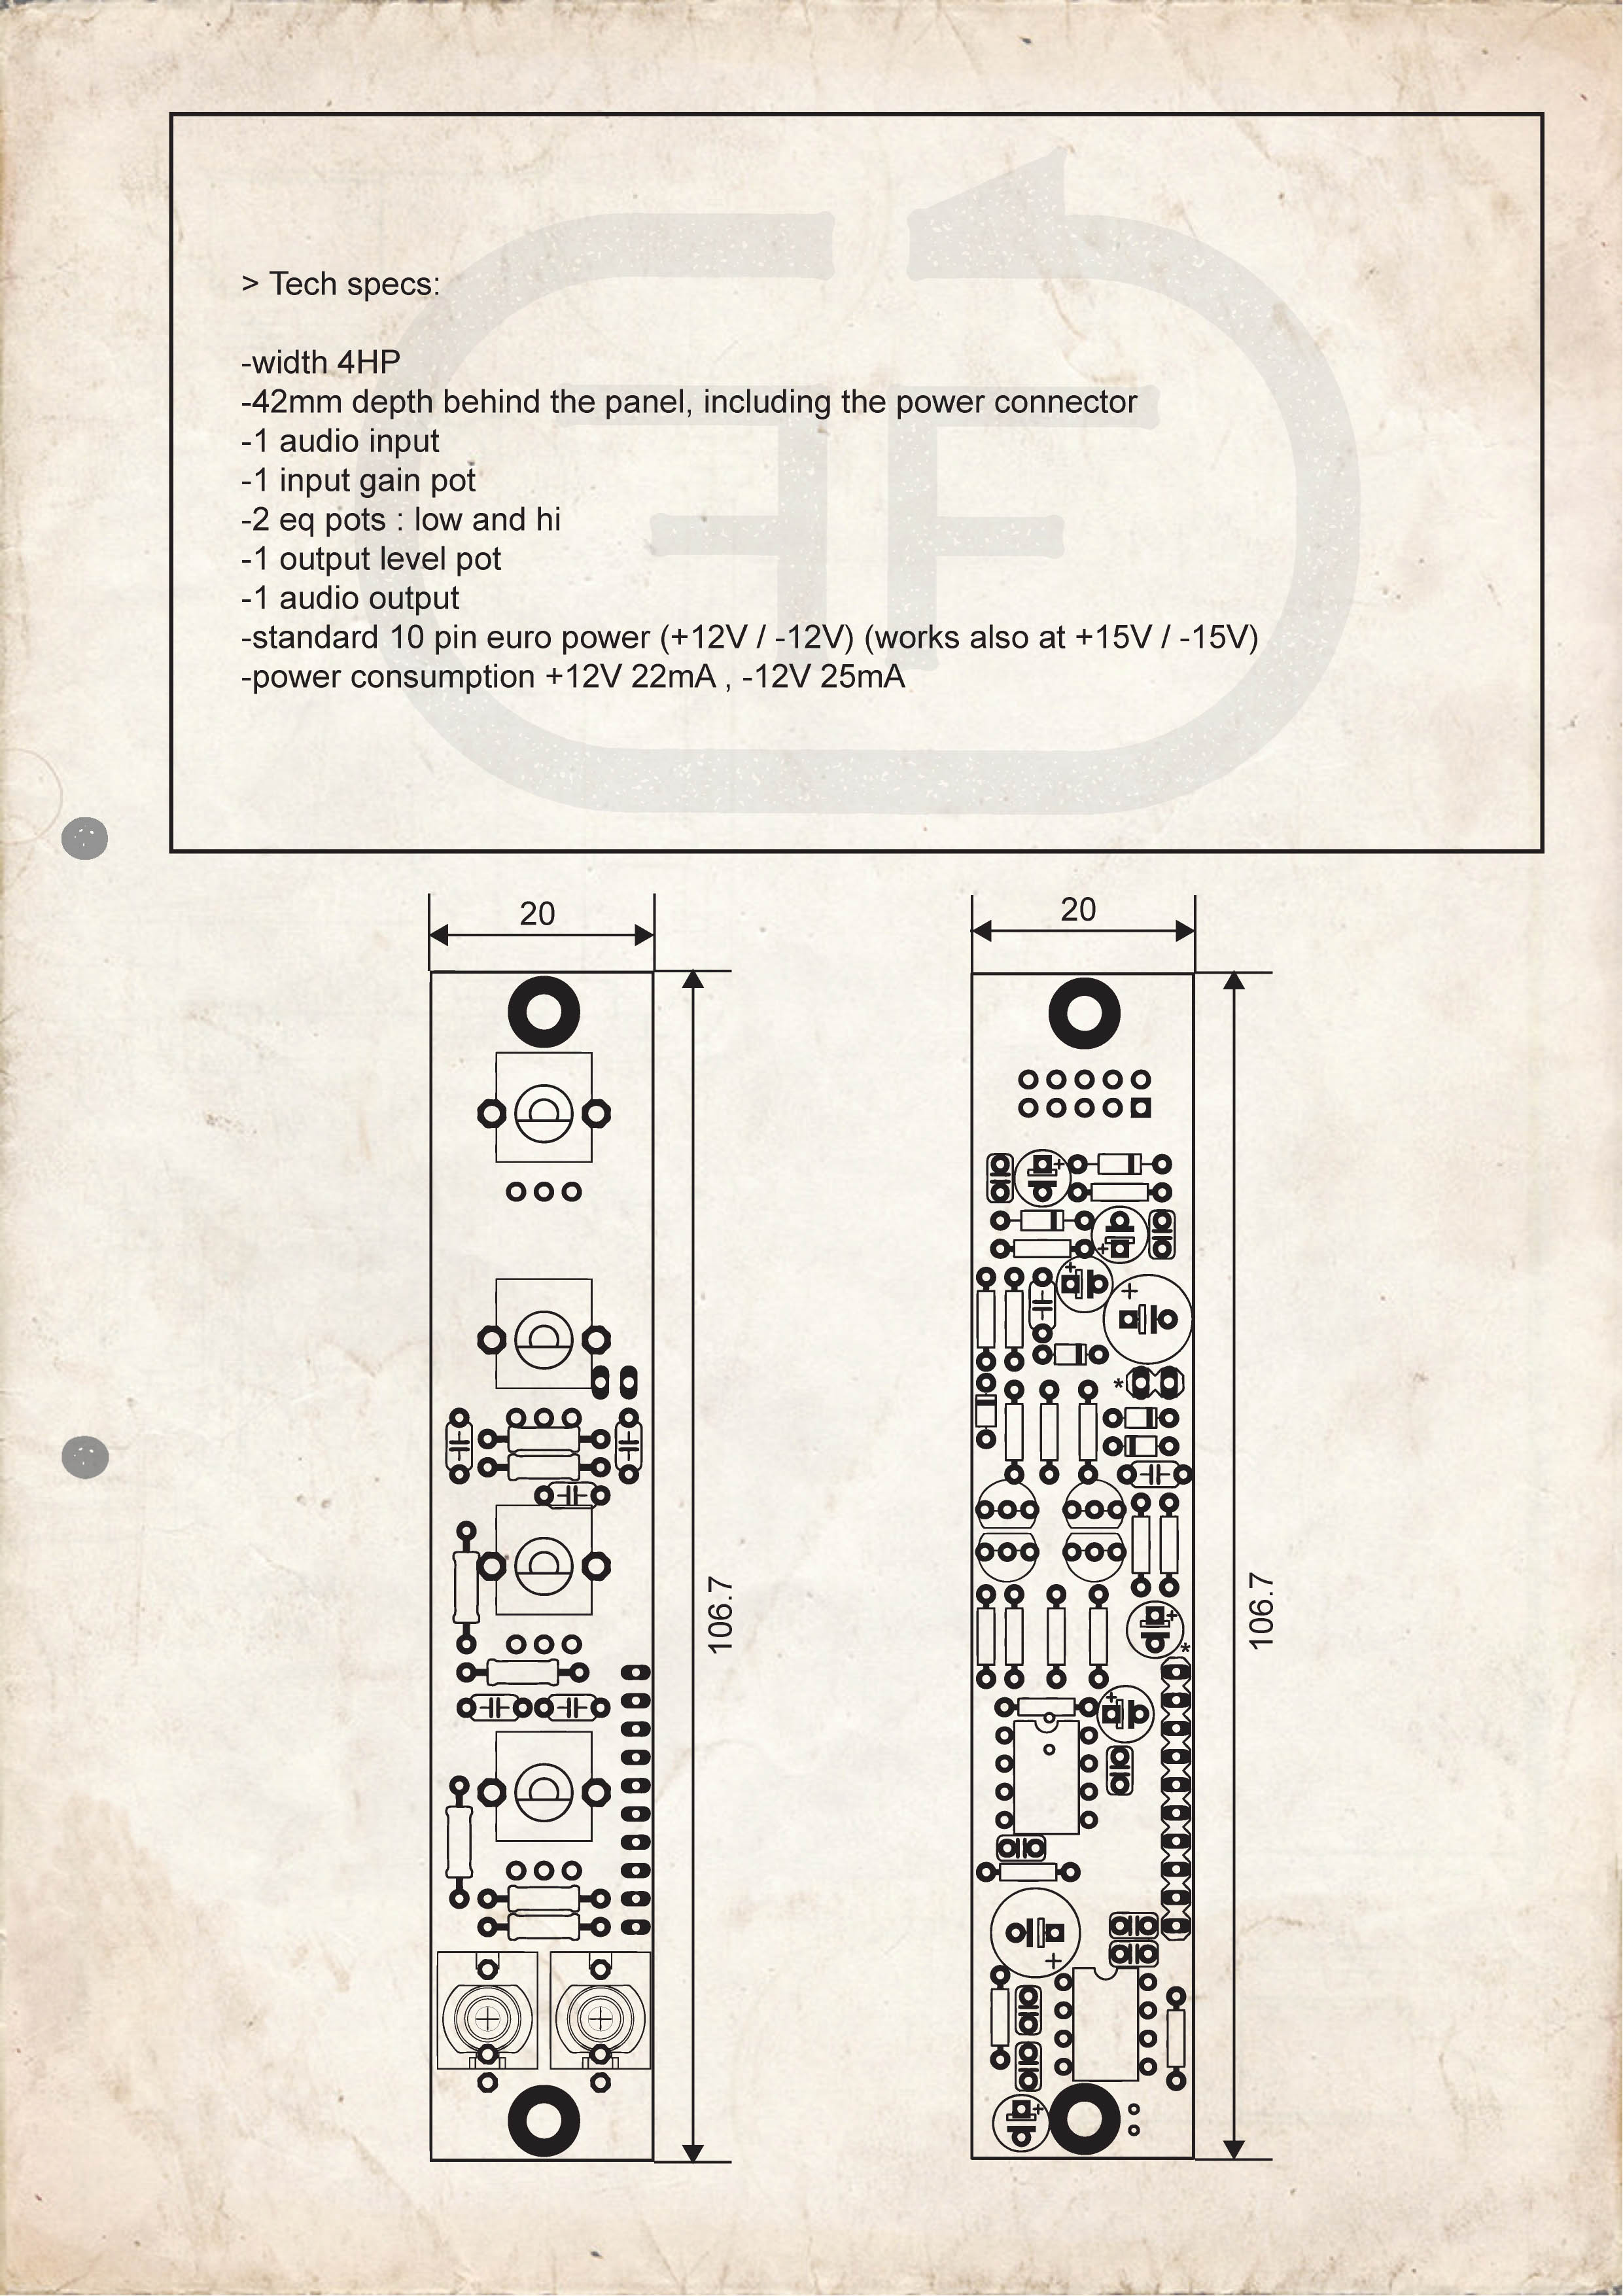 > Tech specs:
-width 4HP
-42mm depth behind the panel, including the power connector
-1 audio input
-1 input gain pot
-2 eq pots : low and hi
-1 output level pot
-1 audio output
-standard 10 pin euro power (+12V / -12V) (works also at +15V / -15V)
-power consumption +12V 22mA , -12V 25mA
20
20
106.7
106.7